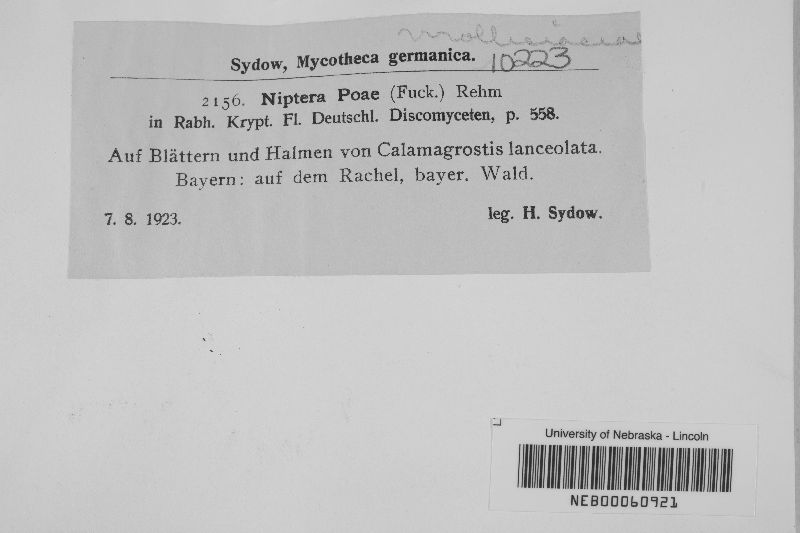 Mollisiaceae
Sydow, Mycotheca germanica. 10223
2156. Niptera Poae (Fuck.) Rehm
in Rabh. Krypt. Fl. Deutschl. Discomyceten, p. 558.
Auf Blättern und Halmen von Calamagrostis lanceolata.
Bayern: auf dem Rachel, bayer. Wald.
7. 8. 1923. leg. H. Sydow.
University of Nebraska - Lincoln
NEB00060921